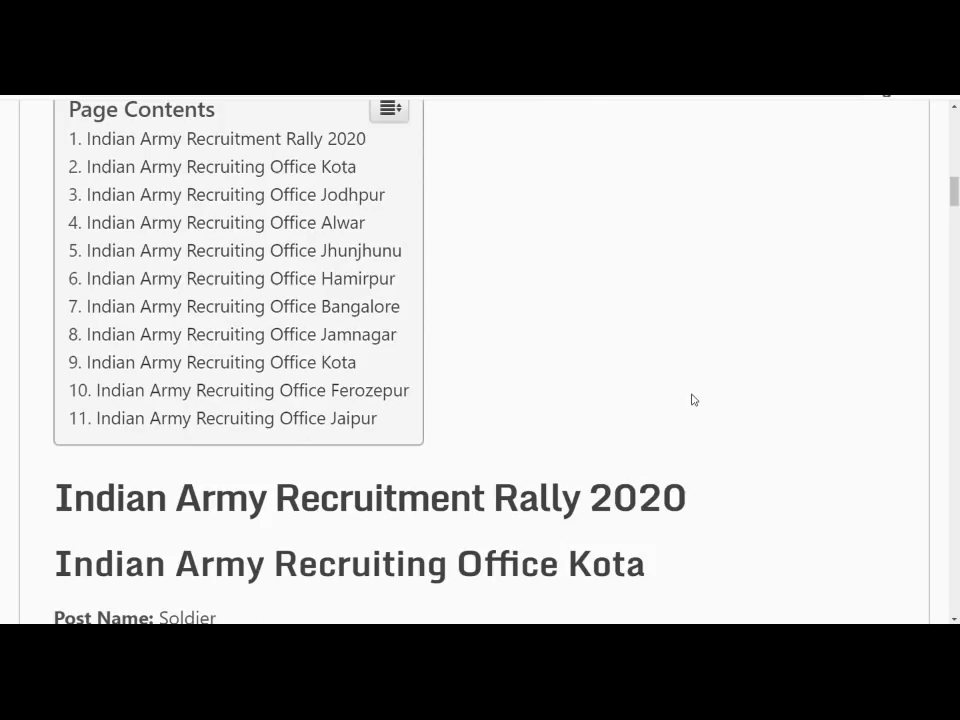 Page Contents
1. Indian Army Recruitment Rally 2020
2. Indian Army Recruiting Office Kota
3. Indian Army Recruiting Office Jodhpur
4. Indian Army Recruiting Office Alwar
5. Indian Army Recruiting Office Jhunjhunu
6. Indian Army Recruiting Office Hamirpur
7. Indian Army Recruiting Office Bangalore
8. Indian Army Recruiting Office Jamnagar
9. Indian Army Recruiting Office Kota
10. Indian Army Recruiting Office Ferozepur
11. Indian Army Recruiting Office Jaipur
Indian Army Recruitment Rally 2020
Indian Army Recruiting Office Kota
Post Name: Soldier